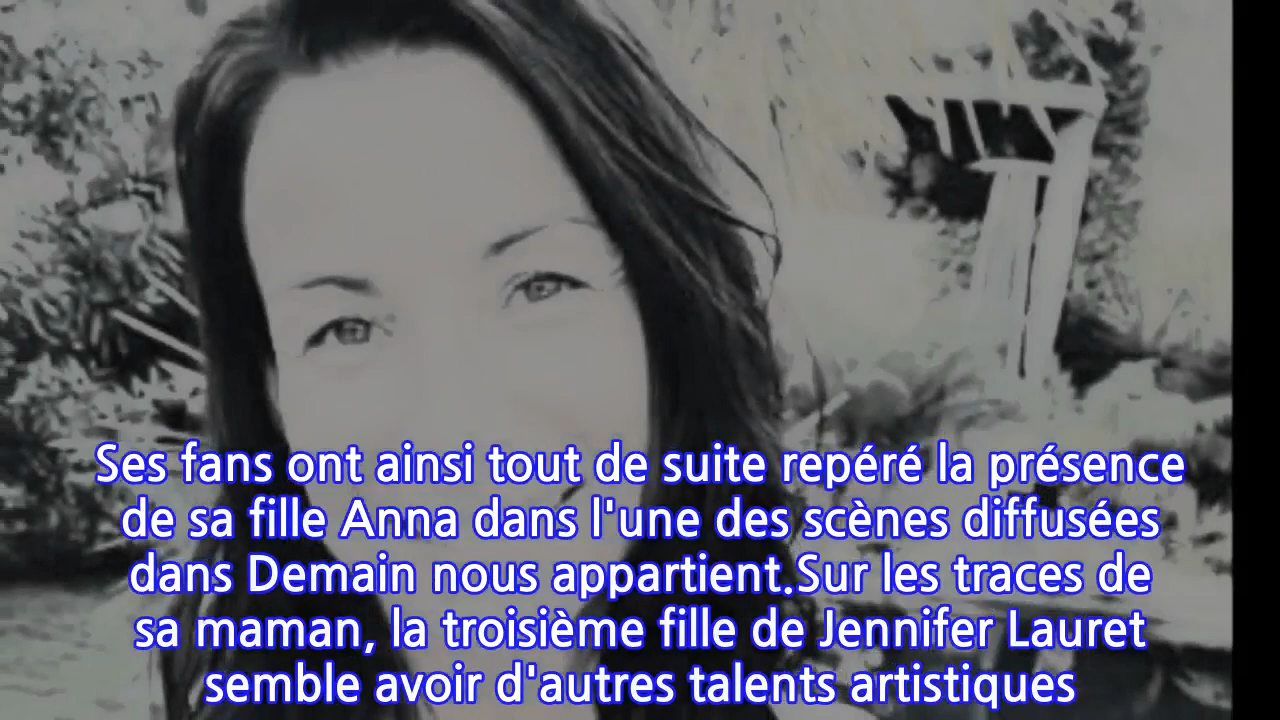 Ses fans ont ainsi tout de suite repéré la présence
de sa fille Anna dans l'une des scènes diffusées
dans Demain nous appartient.Sur les traces de
sa maman, la troisième fille de Jennifer Lauret
semble avoir d'autres talents artistiques